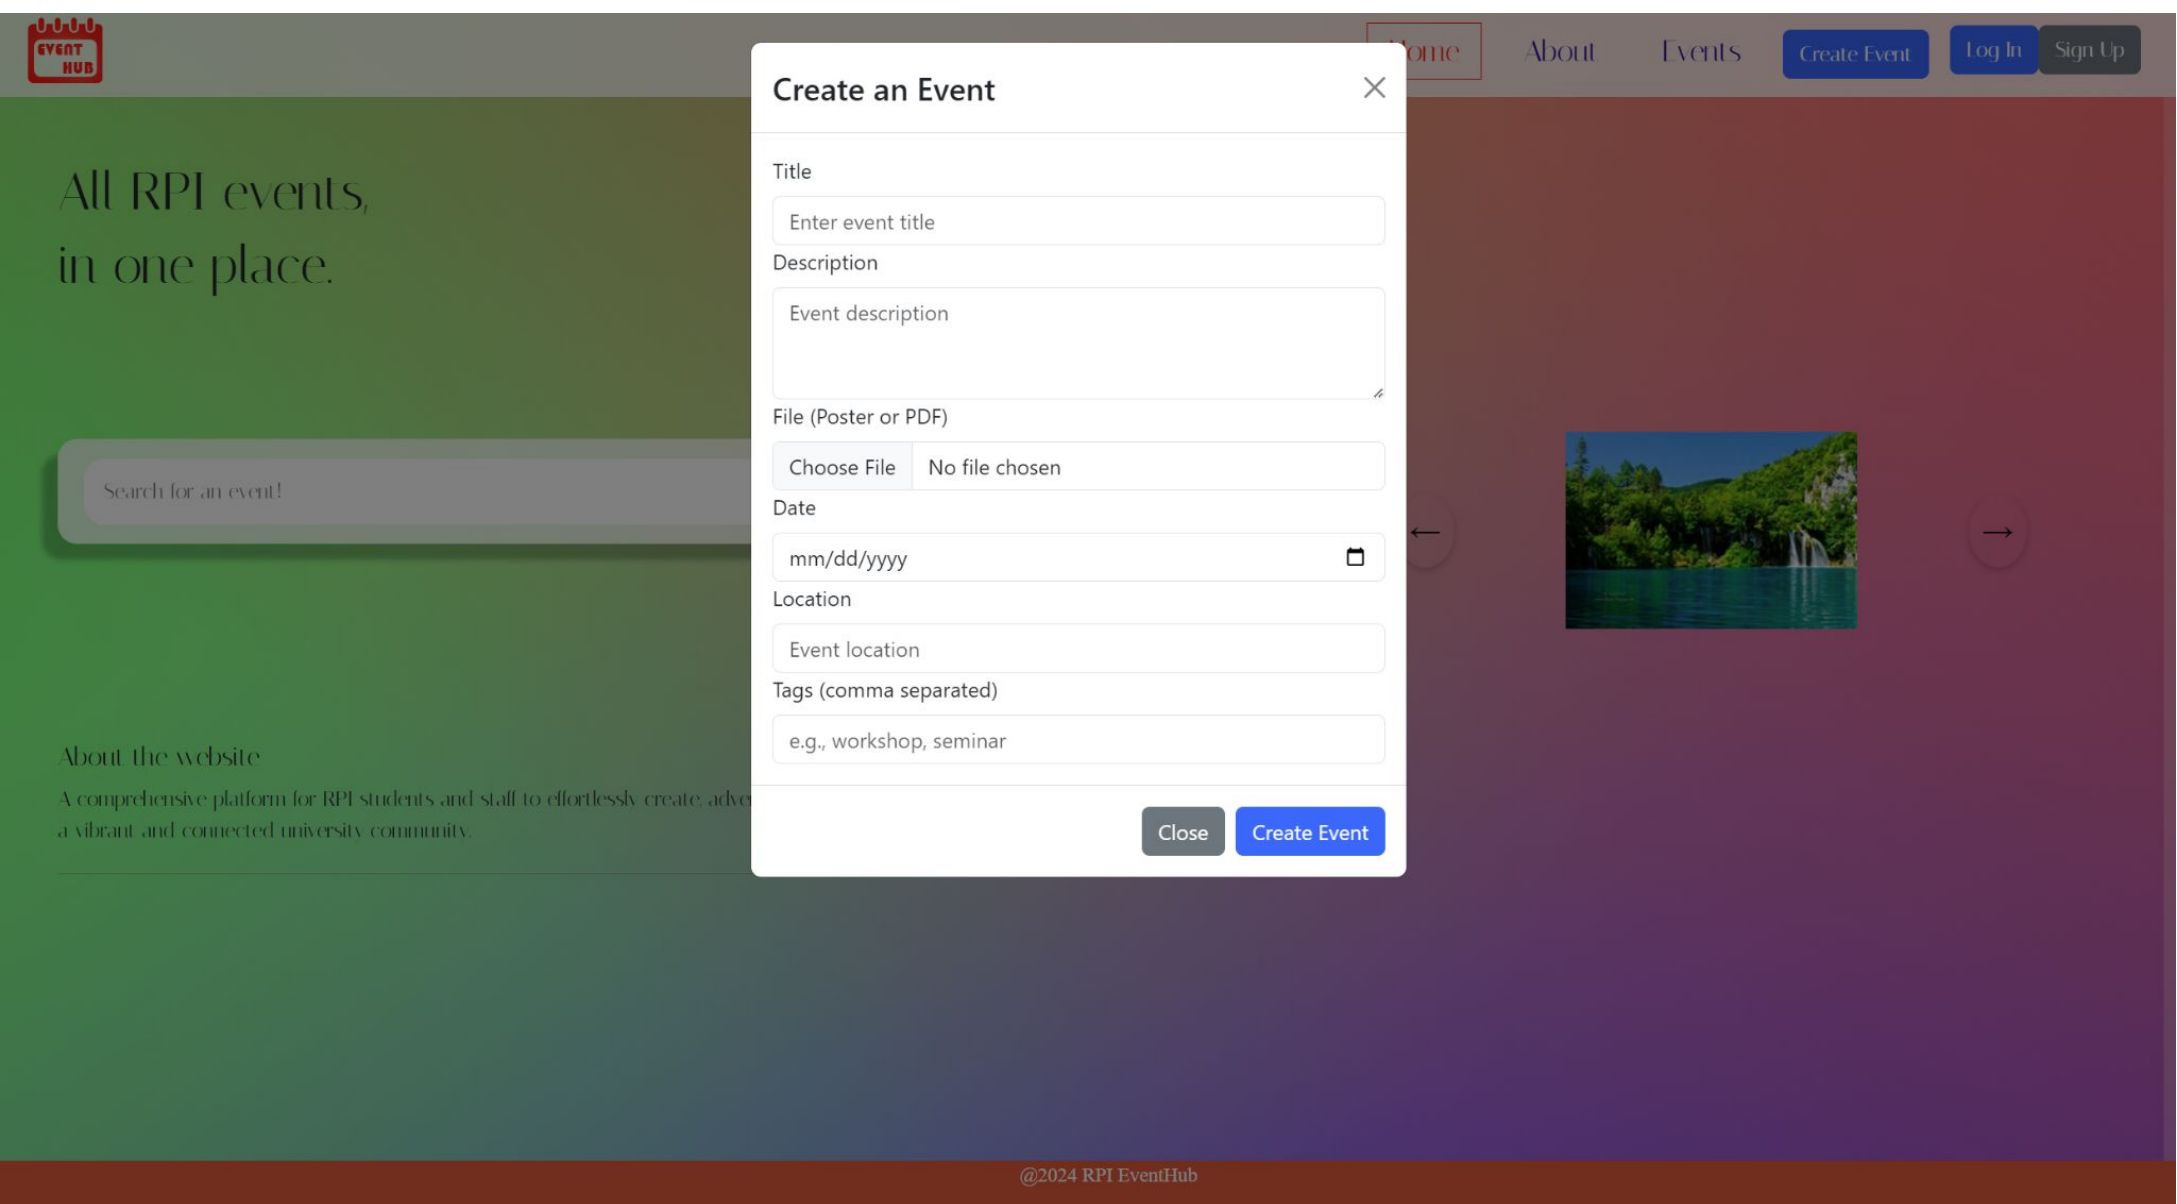 EVENT
HUB
Home
About
Events
Create Event
Log In
Sign Up
All RPI events,
in one place.
Search for an event!
About the website
A comprehensive platform for RPI students and staff to effortlessly create,
a vibrant and connected university community.
Create an Event
Title
Enter event title
Description
Event description
File (Poster or PDF)
Choose File
No file chosen
Date
mm/dd/yyyy
Location
Event location
Tags (comma separated)
e.g., workshop, seminar
Close
Create Event
@2024 RPI EventHub